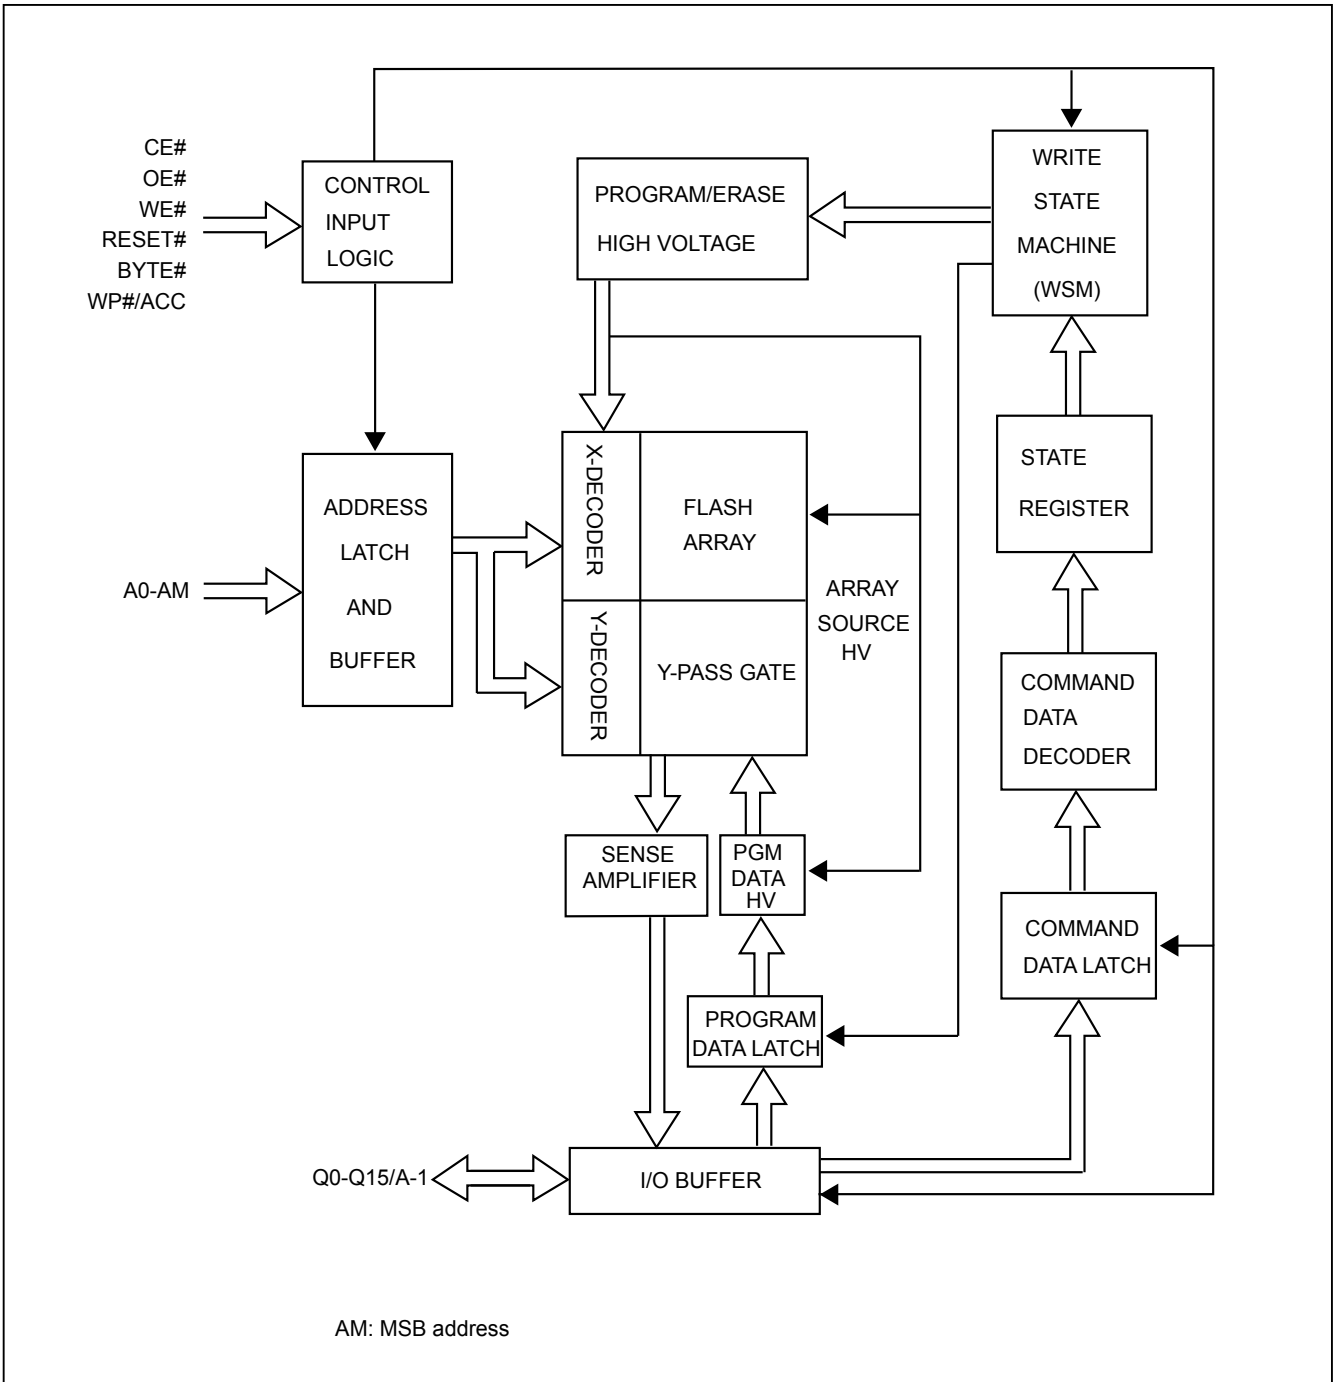 CE#
OE#
WE#
RESET#
BYTE#
WP#/ACC
CONTROL
INPUT
LOGIC
PROGRAM/ERASE
HIGH VOLTAGE
WRITE
STATE
MACHINE
(WSM)
A0-AM
ADDRESS
LATCH
AND
BUFFER
X-DECODER
FLASH
ARRAY
Y-DECODER
Y-PASS GATE
ARRAY
SOURCE
HV
STATE
REGISTER
COMMAND
DATA
DECODER
SENSE
AMPLIFIER
PGM
DATA
HV
COMMAND
DATA LATCH
PROGRAM
DATA LATCH
Q0-Q15/A-1
I/O BUFFER
AM: MSB address